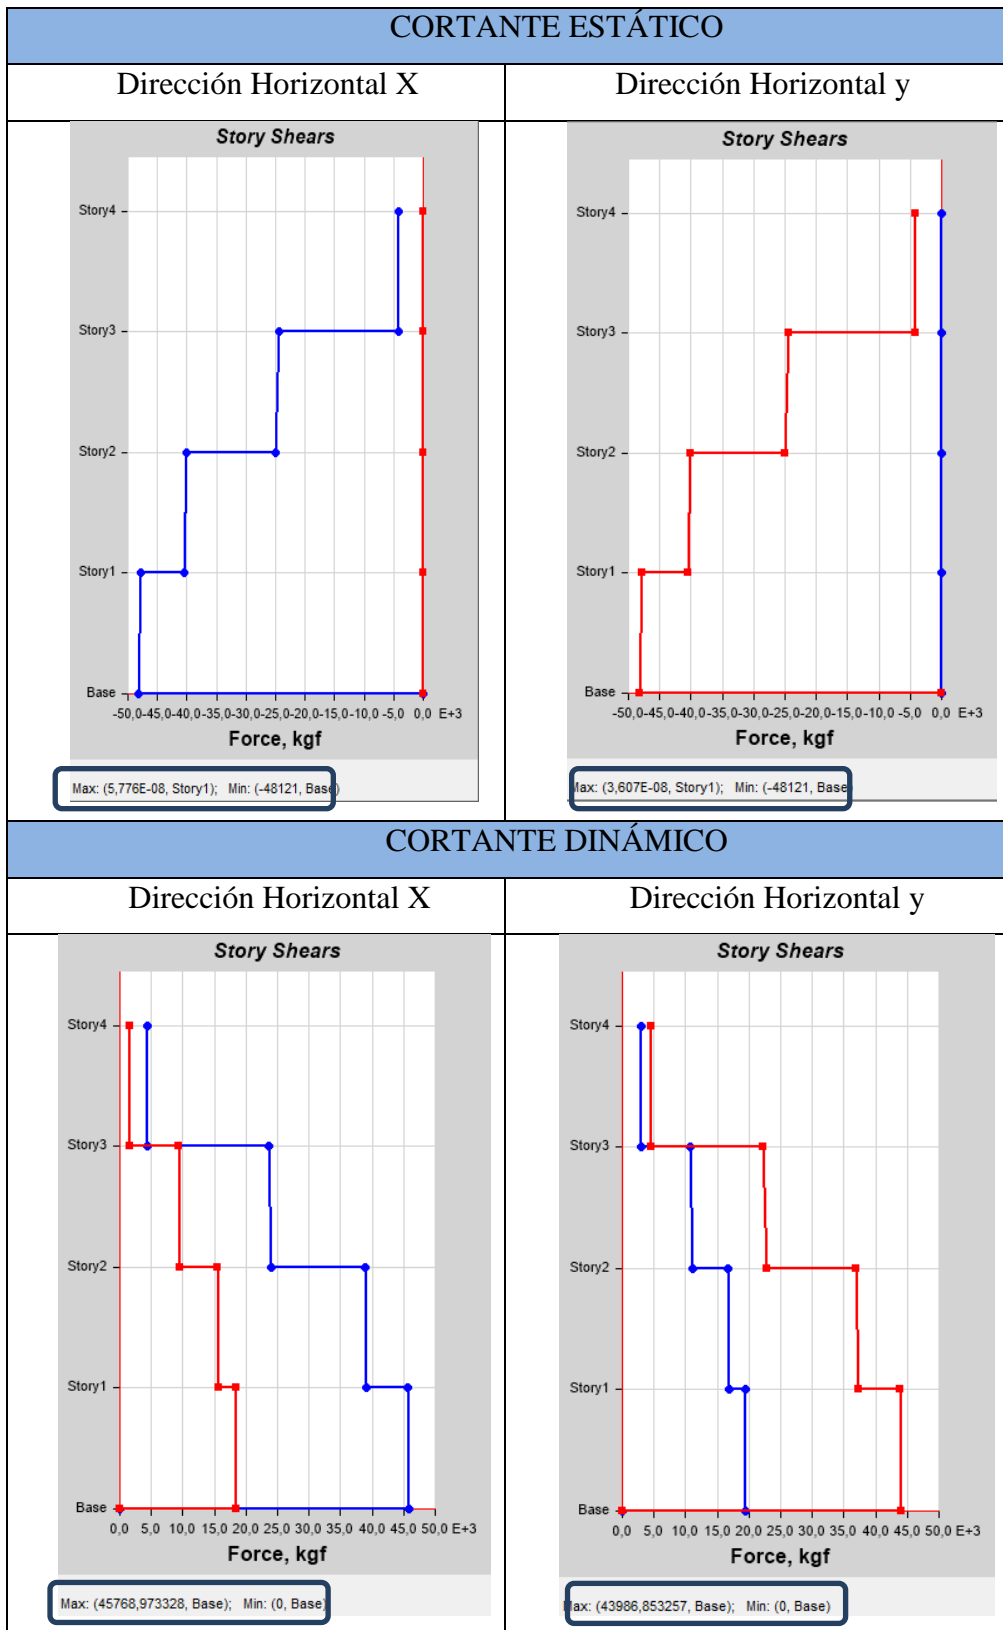 CORTANTE ESTÁTICO
Dirección Horizontal X
Dirección Horizontal y
Story Shears
Story4
Story3
Story2
Story1
Base
-50,0 -45,0 -40,0 -35,0 -30,0 -25,0 -20,0 -15,0 -10,0 -5,0 0,0 E+3
Force, kgf
Max: (5,776E-08, Story1); Min: (-48121, Base)
Story Shears
Story4
Story3
Story2
Story1
Base
-50,0 -45,0 -40,0 -35,0 -30,0 -25,0 -20,0 -15,0 -10,0 -5,0 0,0 E+3
Force, kgf
Max: (3,607E-08, Story1); Min: (-48121, Base)
CORTANTE DINÁMICO
Dirección Horizontal X
Dirección Horizontal y
Story Shears
Story4
Story3
Story2
Story1
Base
0,0 5,0 10,0 15,0 20,0 25,0 30,0 35,0 40,0 45,0 50,0 E+3
Force, kgf
Max: (45768,973328, Base); Min: (0, Base)
Story Shears
Story4
Story3
Story2
Story1
Base
0,0 5,0 10,0 15,0 20,0 25,0 30,0 35,0 40,0 45,0 50,0 E+3
Force, kgf
Max: (43986,853257, Base); Min: (0, Base)